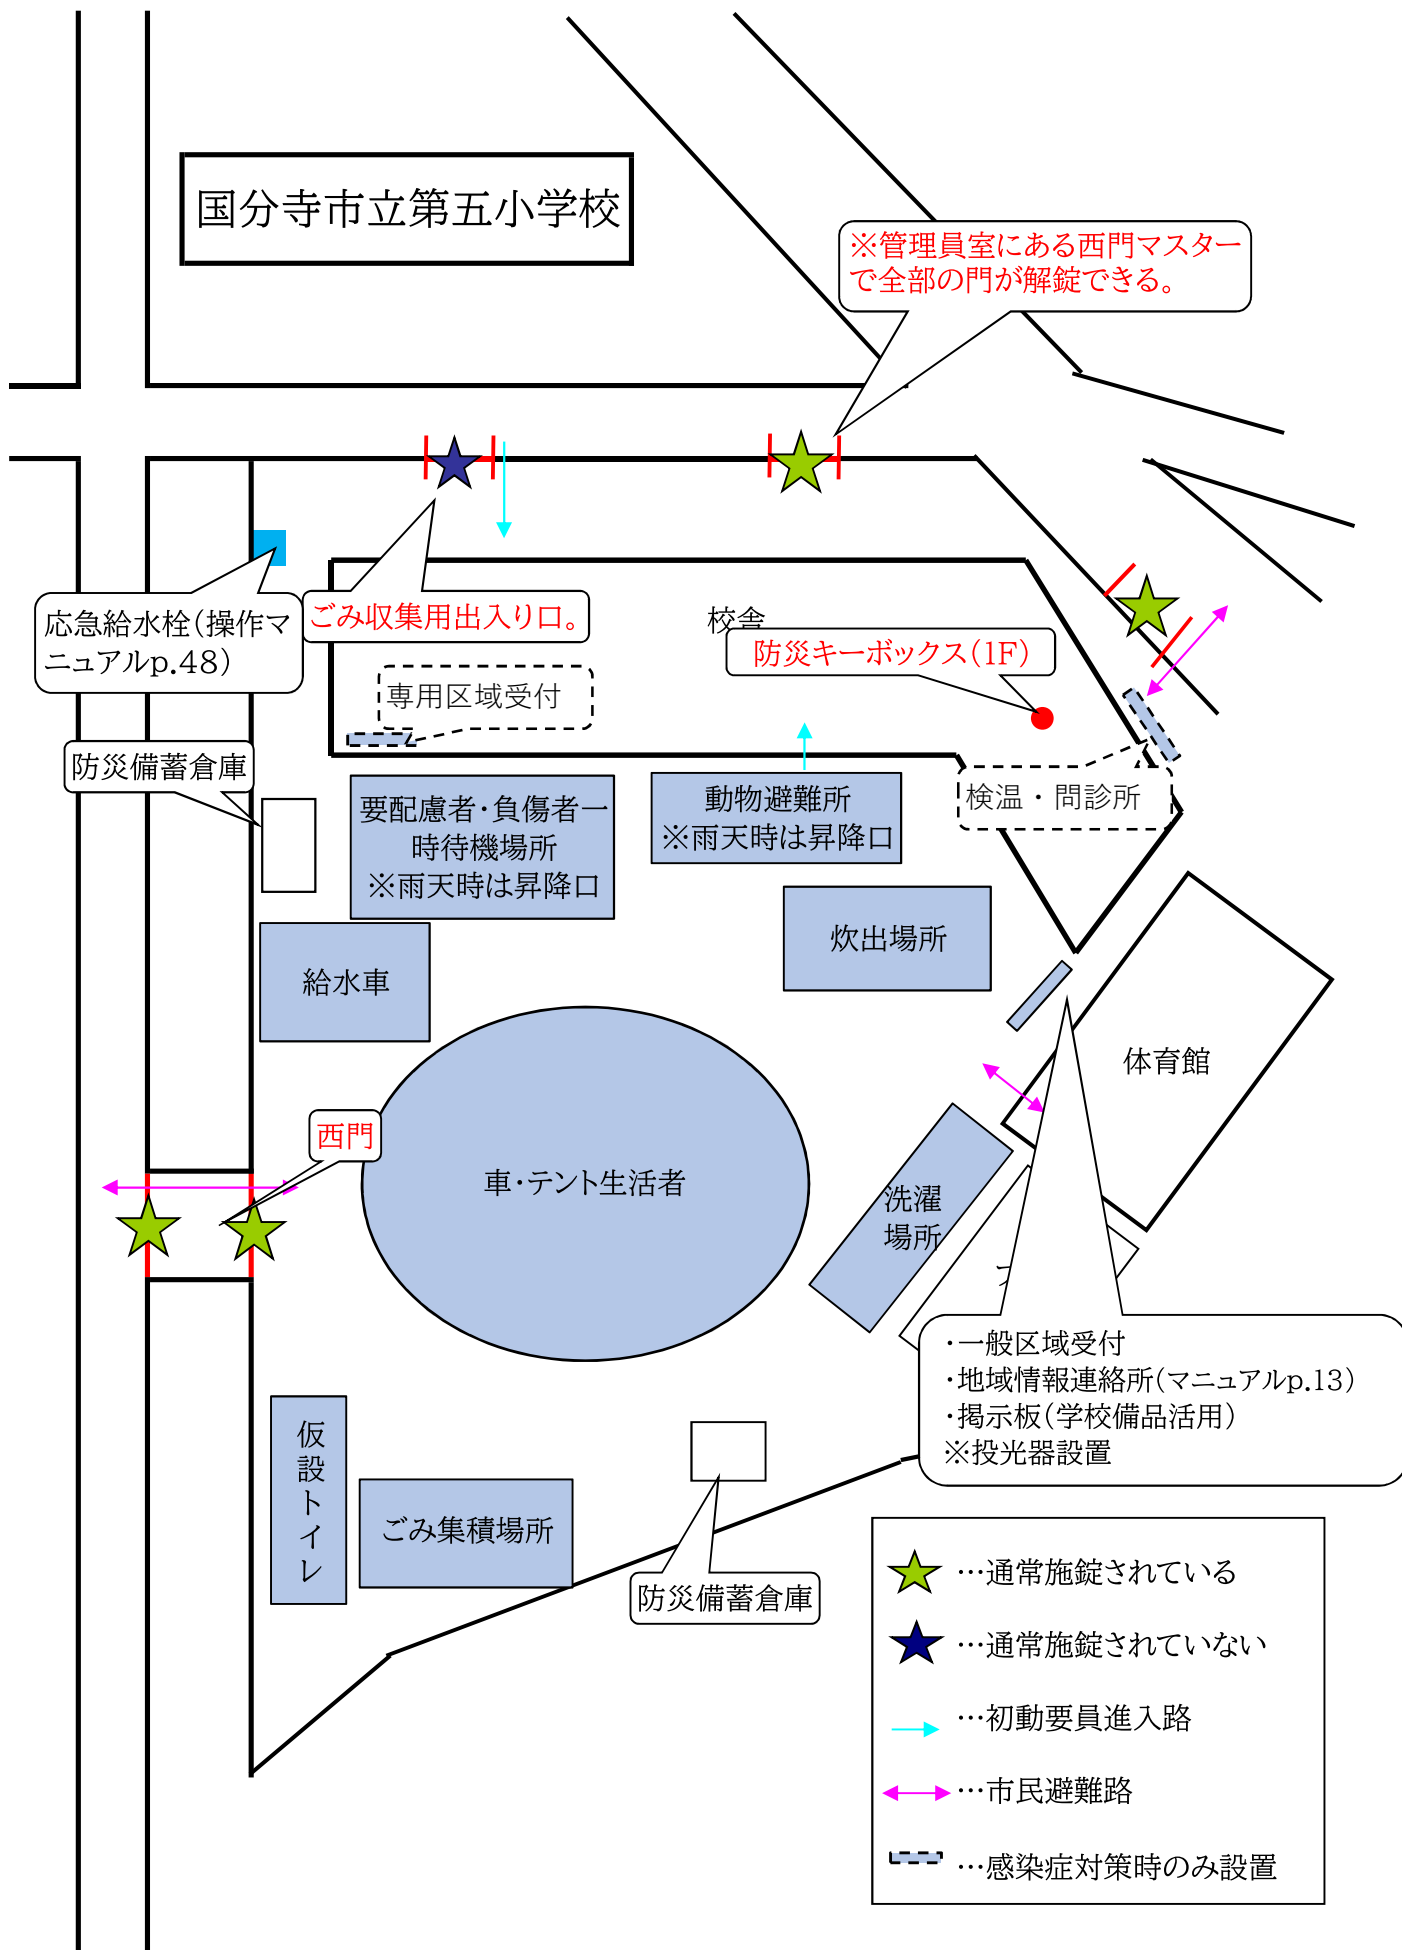 国分寺市立第五小学校
※管理員室にある西門マスター
で全部の門が解錠できる。
ごみ収集用出入り口。
応急給水栓(操作マ
ニュアルp.48)
校舎
防災キーボックス(1F)
専用区域受付
防災備蓄倉庫
要配慮者・負傷者一
時待機場所
※雨天時は昇降口
動物避難所
※雨天時は昇降口
検温・問診所
炊出場所
給水車
体育館
西門
車・テント生活者
洗濯
場所
・一般区域受付
・地域情報連絡所(マニュアルp.13)
・掲示板(学校備品活用)
※投光器設置
仮設トイレ
ごみ集積場所
防災備蓄倉庫
…通常施錠されている
…通常施錠されていない
…初動要員進入路
…市民避難路
…感染症対策時のみ設置